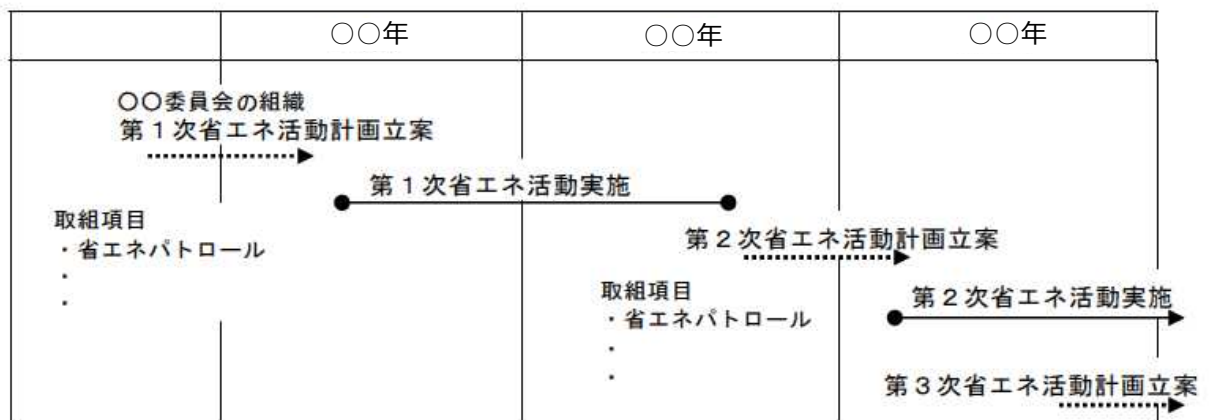 ○○年
○○年
○○年
○○委員会の組織
第1次省エネ活動計画立案
第1次省エネ活動実施
取組項目
・省エネパトロール
・
・
第2次省エネ活動計画立案
取組項目
・省エネパトロール
・
・
第2次省エネ活動実施
第3次省エネ活動計画立案